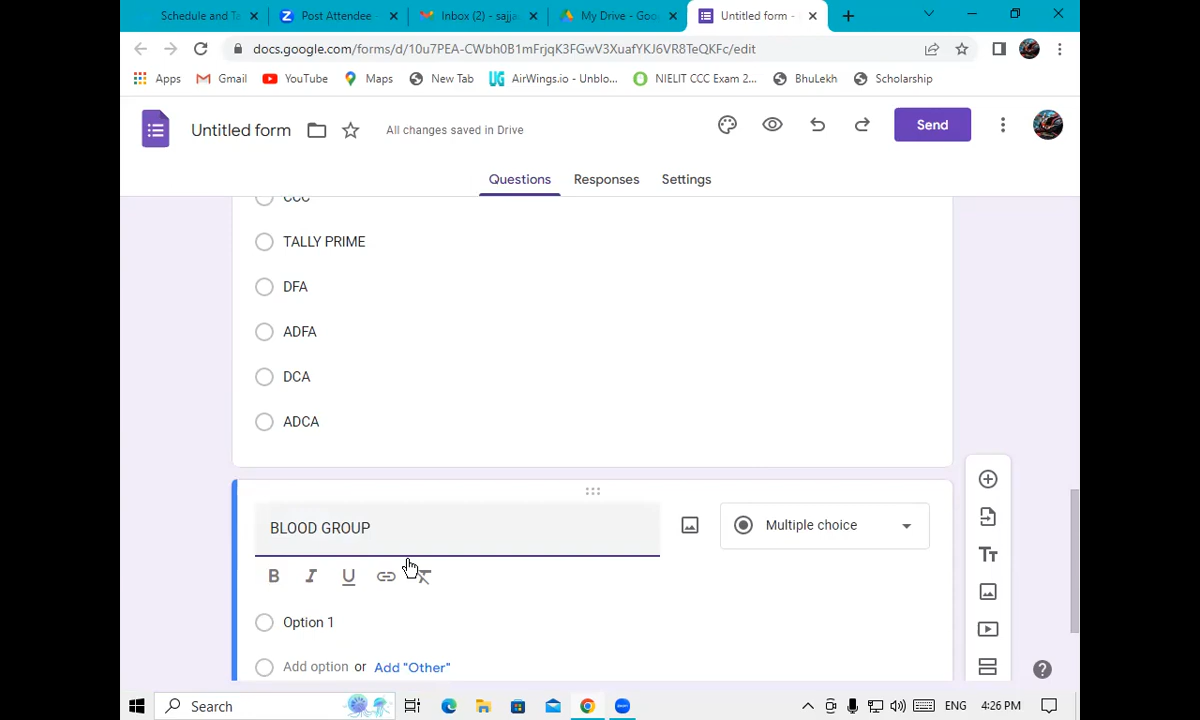 Schedule and Ta
Post Attendee -
Inbox (2) - sajja
My Drive - Goo
Untitled form -
docs.google.com/forms/d/10u7PEA-CWbh0B1mFrjqK3FGwV3XuafYKJ6VR8TeQKFc/edit
Apps
Gmail
YouTube
Maps
New Tab
UG AirWings.io - Unblo...
NIELIT CCC Exam 2...
BhuLekh
Scholarship
Untitled form
All changes saved in Drive
Send
Questions
Responses
Settings
CCC
TALLY PRIME
DFA
ADFA
DCA
ADCA
BLOOD GROUP
Multiple choice
B I U
Option 1
Add option or Add "Other"
Tт
Search
ENG
4:26 PM